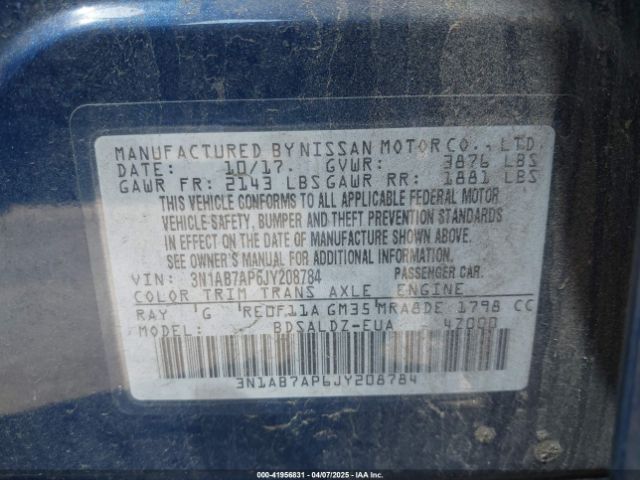 MANUFACTURED BY NISSAN MOTOR CO., LTD.
DATE: 10/17. GVWR: 3876 LBS
GAWR FR: 2143 LBS GAWR RR: 1881 LBS
THIS VEHICLE CONFORMS TO ALL APPLICABLE FEDERAL MOTOR
VEHICLE SAFETY, BUMPER AND THEFT PREVENTION STANDARDS
IN EFFECT ON THE DATE OF MANUFACTURE SHOWN ABOVE.
SEE OWNER'S MANUAL FOR ADDITIONAL INFORMATION.
VIN: 3N1AB7AP6JY208784 PASSENGER CAR.
COLOR TRIM TRANS AXLE ENGINE
RAY G RE0F11A GM35 MRA8DE 1798 CC
MODEL: BDSALDZ-EUA - 4Z000
3N1AB7AP6JY208784
000-41956831 - 04/07/2025 - IAA Inc.